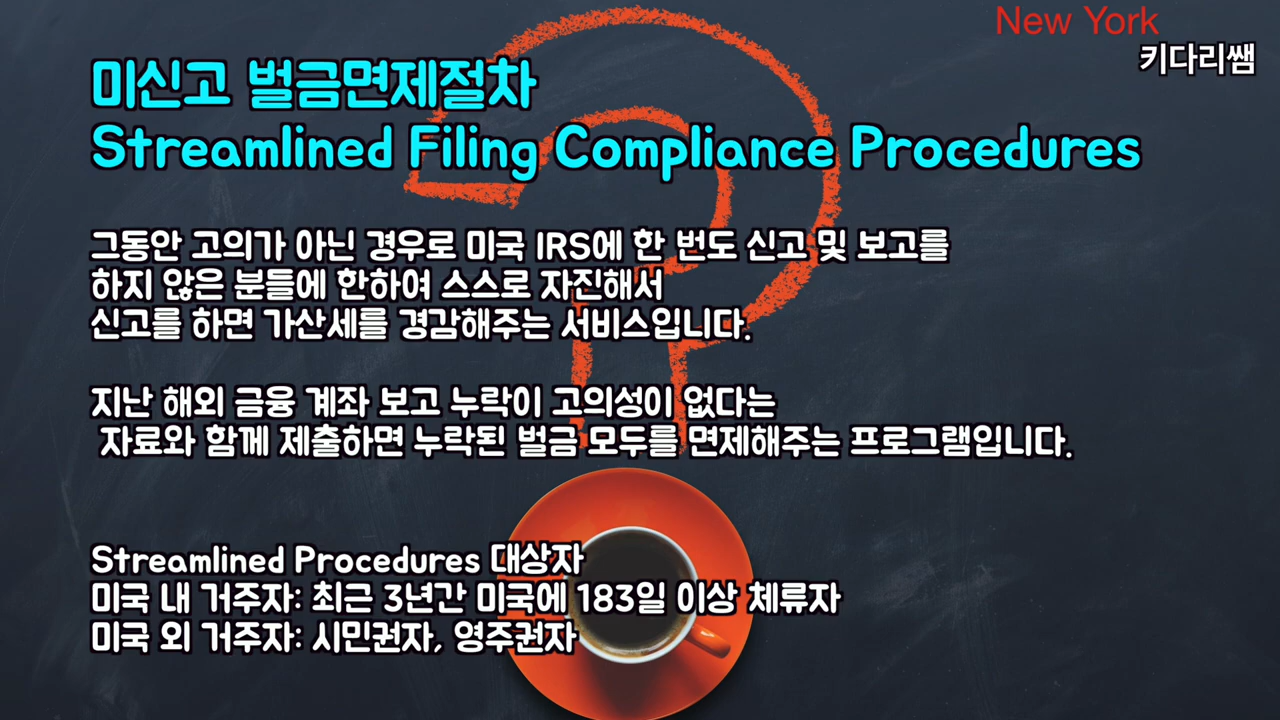 New York
키다리쌤
미신고 벌금면제절차
Streamlined Filing Compliance Procedures
그동안 고의가 아닌 경우로 미국 IRS에 한 번도 신고 및 보고를
하지 않은 분들에 한하여 스스로 자진해서
신고를 하면 가산세를 경감해주는 서비스입니다.
지난 해외 금융 계좌 보고 누락이 고의성이 없다는
자료와 함께 제출하면 누락된 벌금 모두를 면제해주는 프로그램입니다.
Streamlined Procedures 대상자
미국 내 거주자: 최근 3년간 미국에 183일 이상 체류자
미국 외 거주자: 시민권자, 영주권자